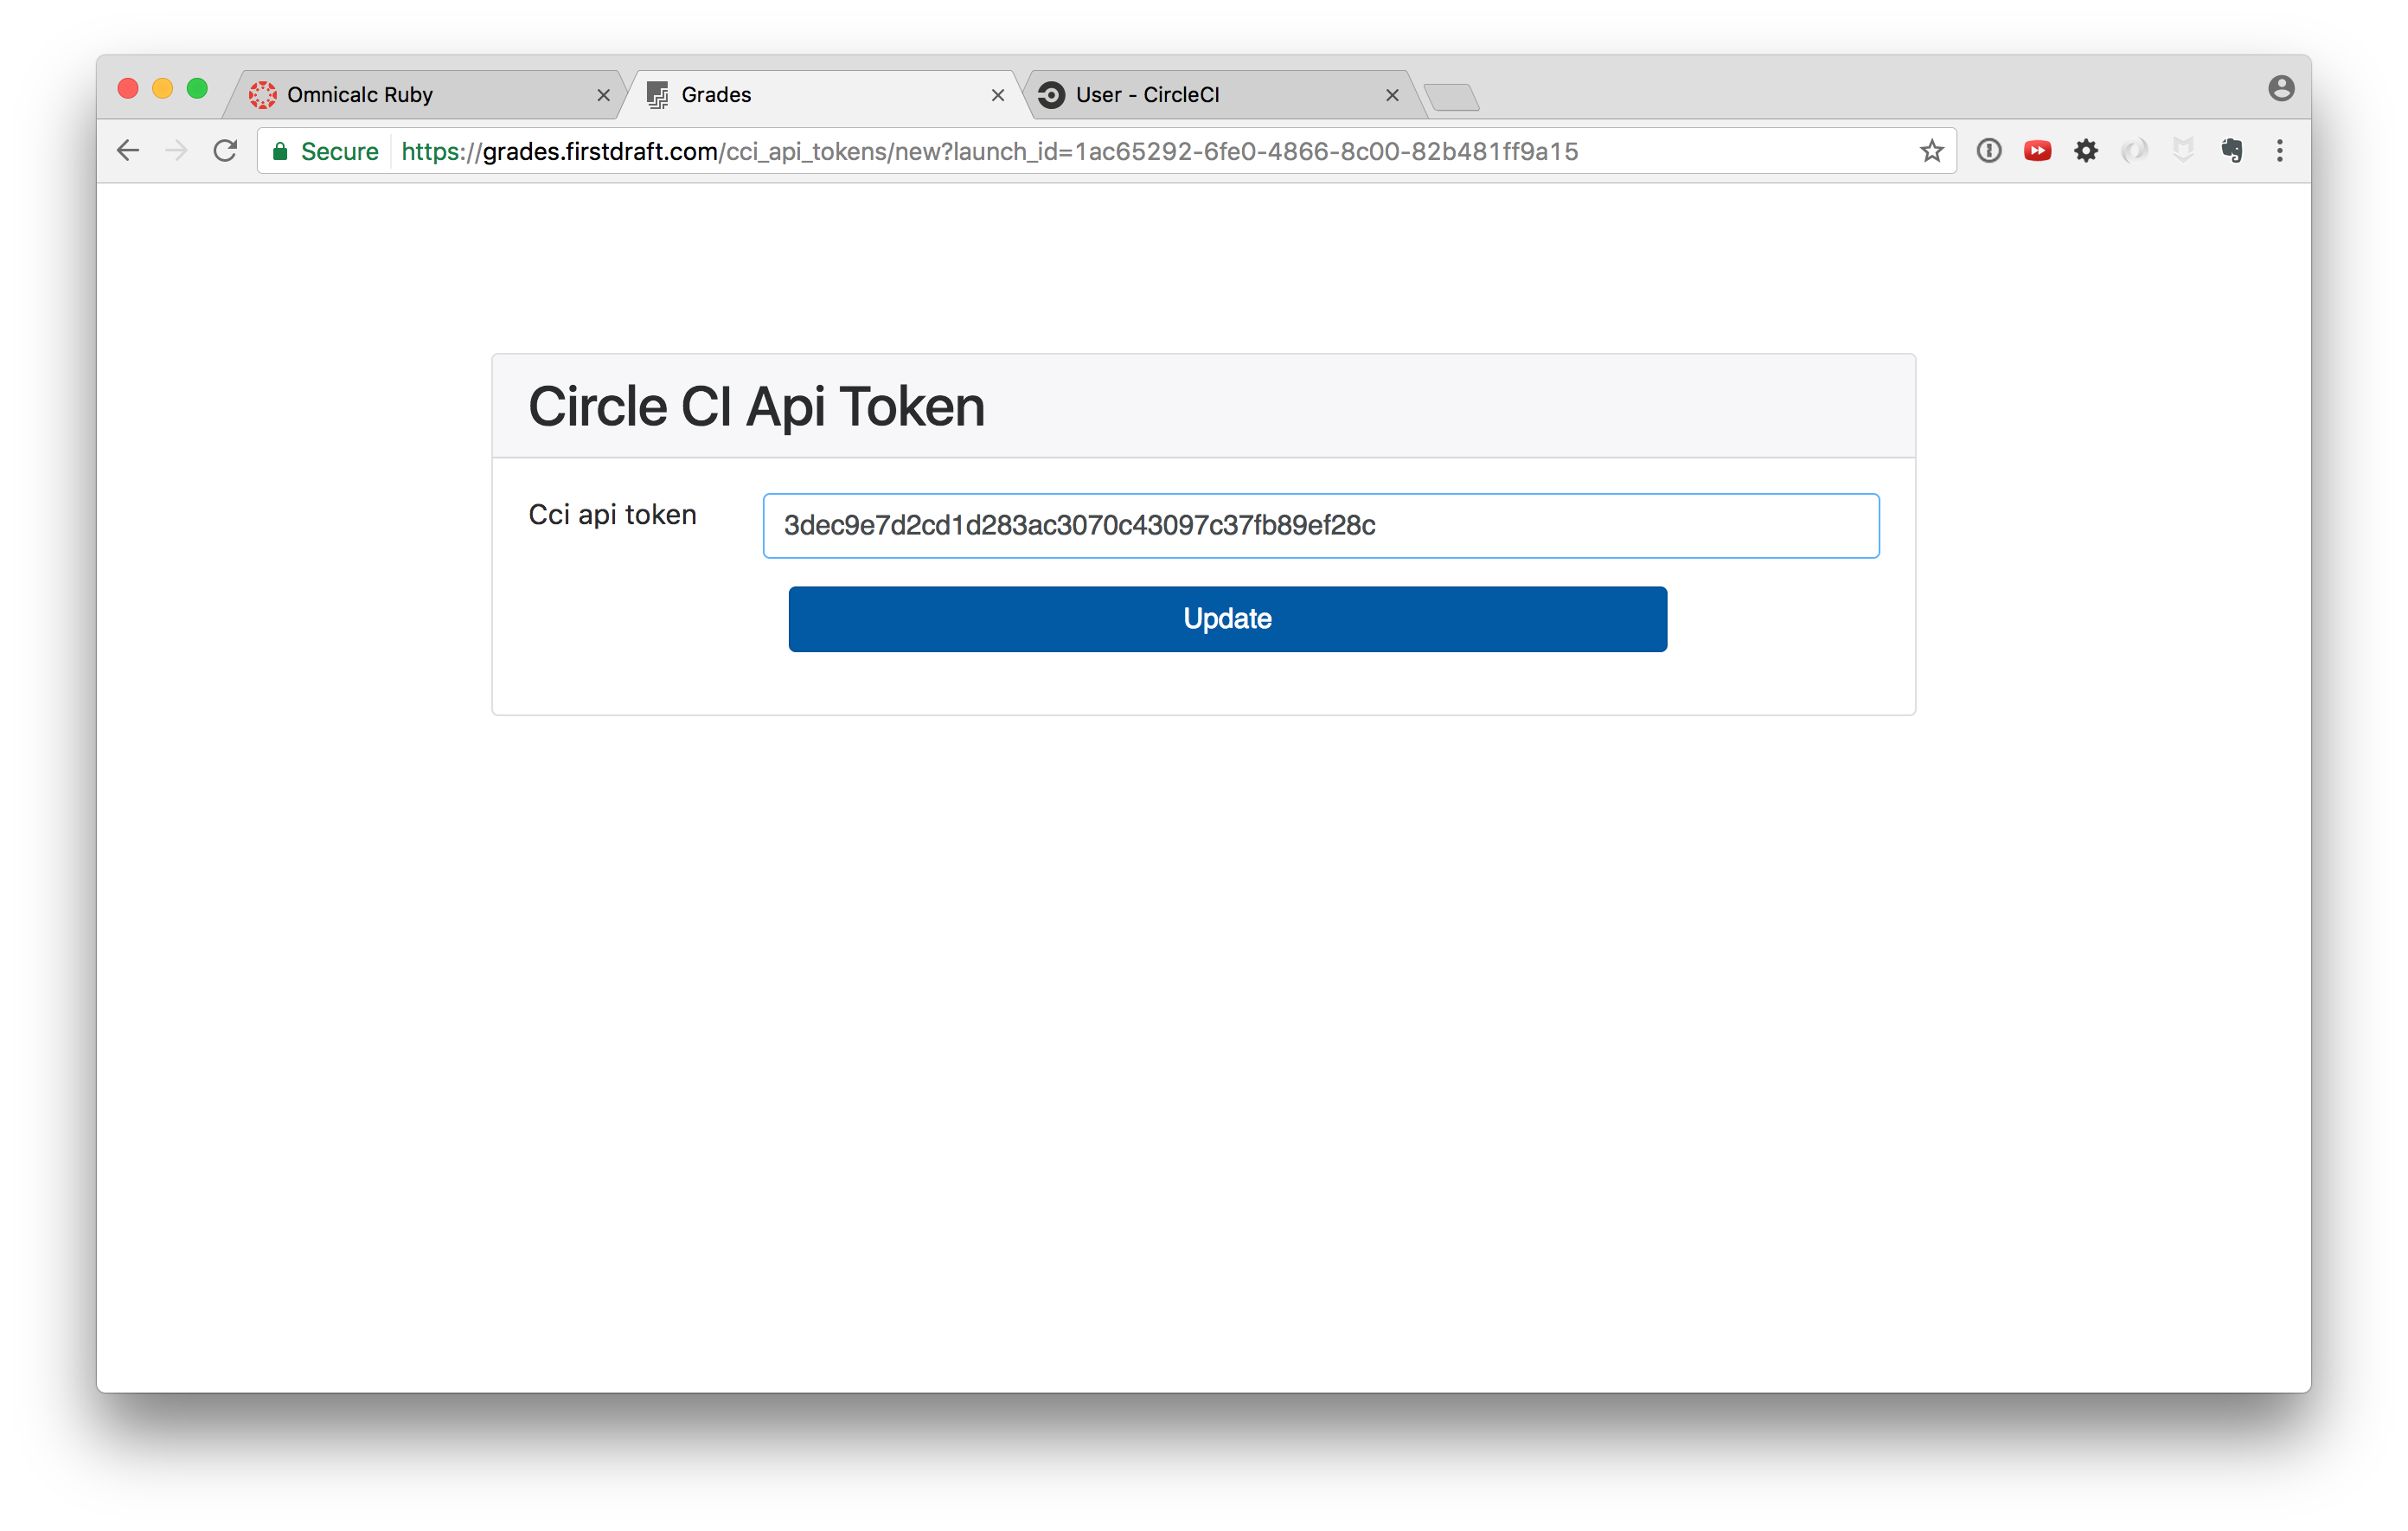 Omnicalc Ruby
Grades
User - CircleCI
Secure https://grades.firstdraft.com/cci_api_tokens/new?launch_id=1ac65292-6fe0-4866-8c00-82b481ff9a15
Circle CI Api Token
Cci api token 3dec9e7d2cd1d283ac3070c43097c37fb89ef28c
Update